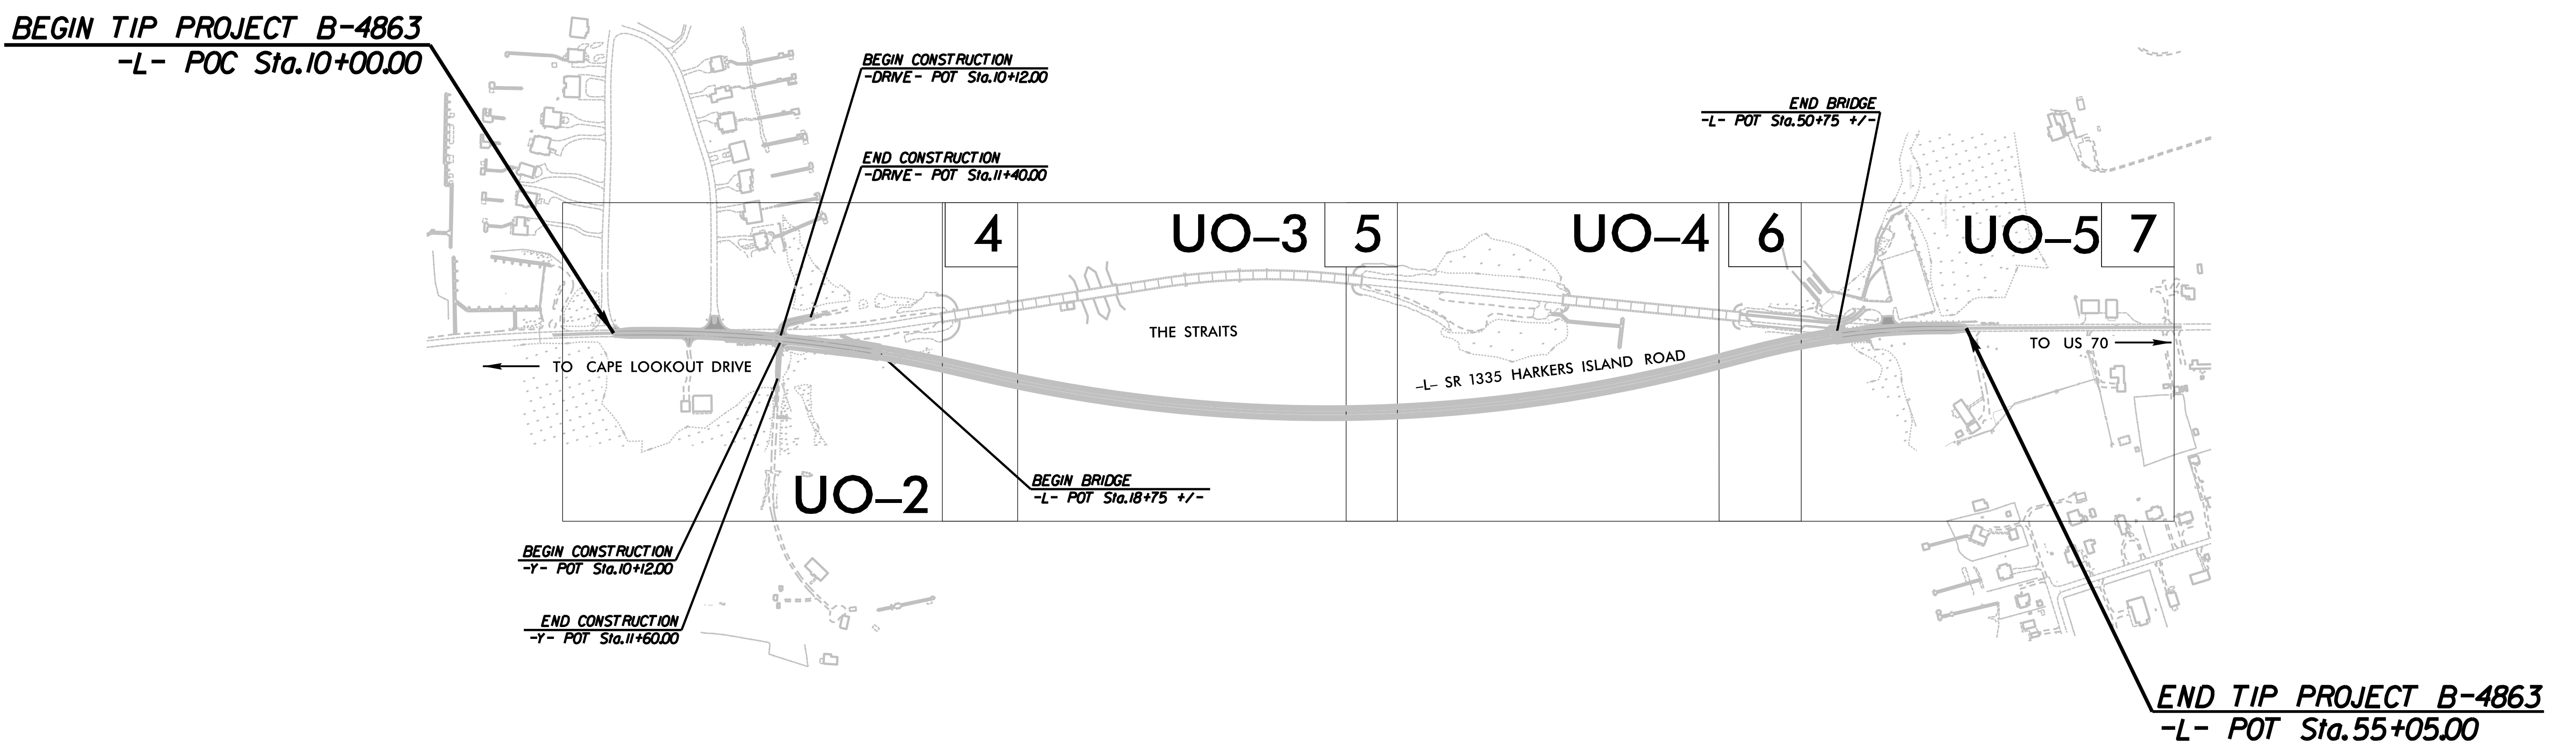 BEGIN TIP PROJECT B-4863
-L- POC Sta. 10+00.00
BEGIN CONSTRUCTION
-DRIVE- POT Sta. 10+12.00
END CONSTRUCTION
-DRIVE- POT Sta. 11+40.00
END BRIDGE
-L- POT Sta. 50+75 +/-
4
UO-3
5
UO-4
6
UO-5
7
THE STRAITS
TO CAPE LOOKOUT DRIVE
-L- SR 1335 HARKERS ISLAND ROAD
TO US 70
UO-2
BEGIN BRIDGE
-L- POT Sta. 18+75 +/-
BEGIN CONSTRUCTION
-Y- POT Sta. 10+12.00
END CONSTRUCTION
-Y- POT Sta. 11+60.00
END TIP PROJECT B-4863
-L- POT Sta. 55+05.00